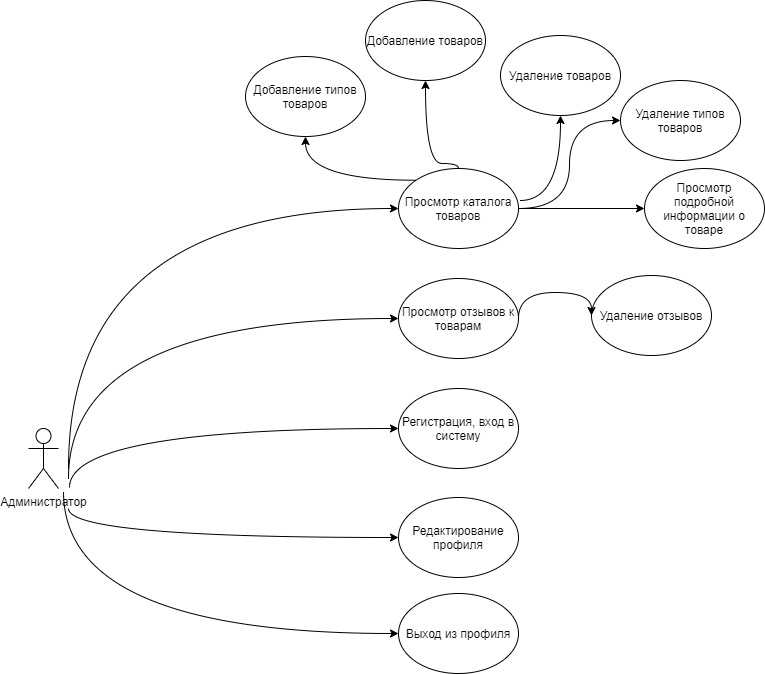 Добавление товаров
Удаление товаров
Добавление типов
товаров
Удаление типов
товаров
Просмотр
подробной
информации о
товаре
Просмотр каталога
товаров
Просмотр отзывов к
товарам
Удаление отзывов
Регистрация, вход в
систему
Администратор
Редактирование
профиля
Выход из профиля